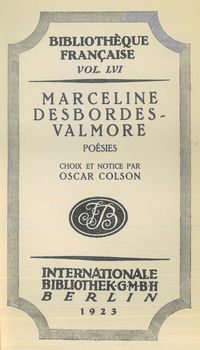 BIBLIOTHÈQUE
FRANÇAISE
VOL. LVI
MARCELINE
DESBORDES-
VALMORE
POÉSIES
CHOIX ET NOTICE PAR
OSCAR COLSON
INTERNATIONALE
BIBLIOTHEK·G·M·B·H
BERLIN
1923